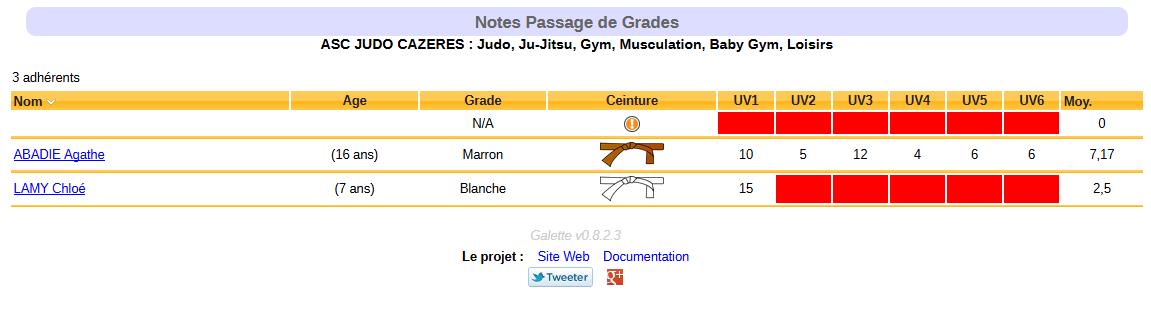 Notes Passage de Grades
ASC JUDO CAZERES : Judo, Ju-Jitsu, Gym, Musculation, Baby Gym, Loisirs
3 adhérents
Nom Age Grade Ceinture UV1 UV2 UV3 UV4 UV5 UV6 Moy.
N/A 0
ABADIE Agathe (16 ans) Marron 10 5 12 4 6 6 7,17
LAMY Chloé (7 ans) Blanche 15 2,5
Galette v0.8.2.3
Le projet : Site Web Documentation
Tweeter g+